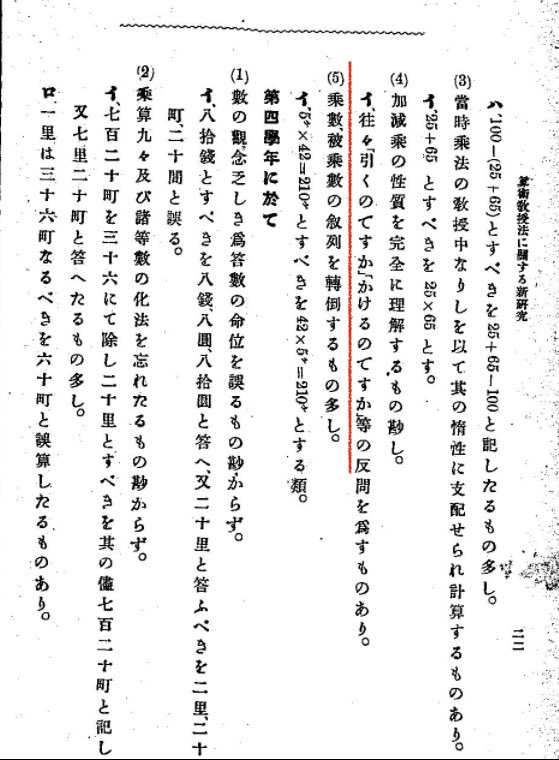 算術教授法に關する新研究
二二
ハ、100−(25+65)とすべきを25+65−100と記したるもの多し。
(3) 當時乘法の敎授中なりしを以て其の惰性に支配せられ計算するものあり。
イ、25+65 とすべきを 25×65 とす。
(4) 加減乘の性質を完全に理解するもの尠し。
イ、往々「引くのですか」「かけるのですか」等の反問を爲すものあり。
(5) 乘數、被乘數の敘列を轉倒するもの多し。
イ、5×42=210とすべきを 42×5=210とする類。
第四學年に於て
(1) 數の觀念乏しき爲答數の命位を誤るもの尠からず。
イ、八拾錢とすべきを八錢、八圓、八拾圓と答へ、又二十里と答ふべきを二里、二十
町、二十間と誤る。
(2) 乘算九々及び諸等數の化法を忘れたるもの尠からず。
イ、七百二十町を三十六にて除し二十里とすべきを其の儘七百二十町と記し
又七里二十町と答へたるもの多し。
ロ、一里は三十六町なるべきを六十町と誤算したるものあり。